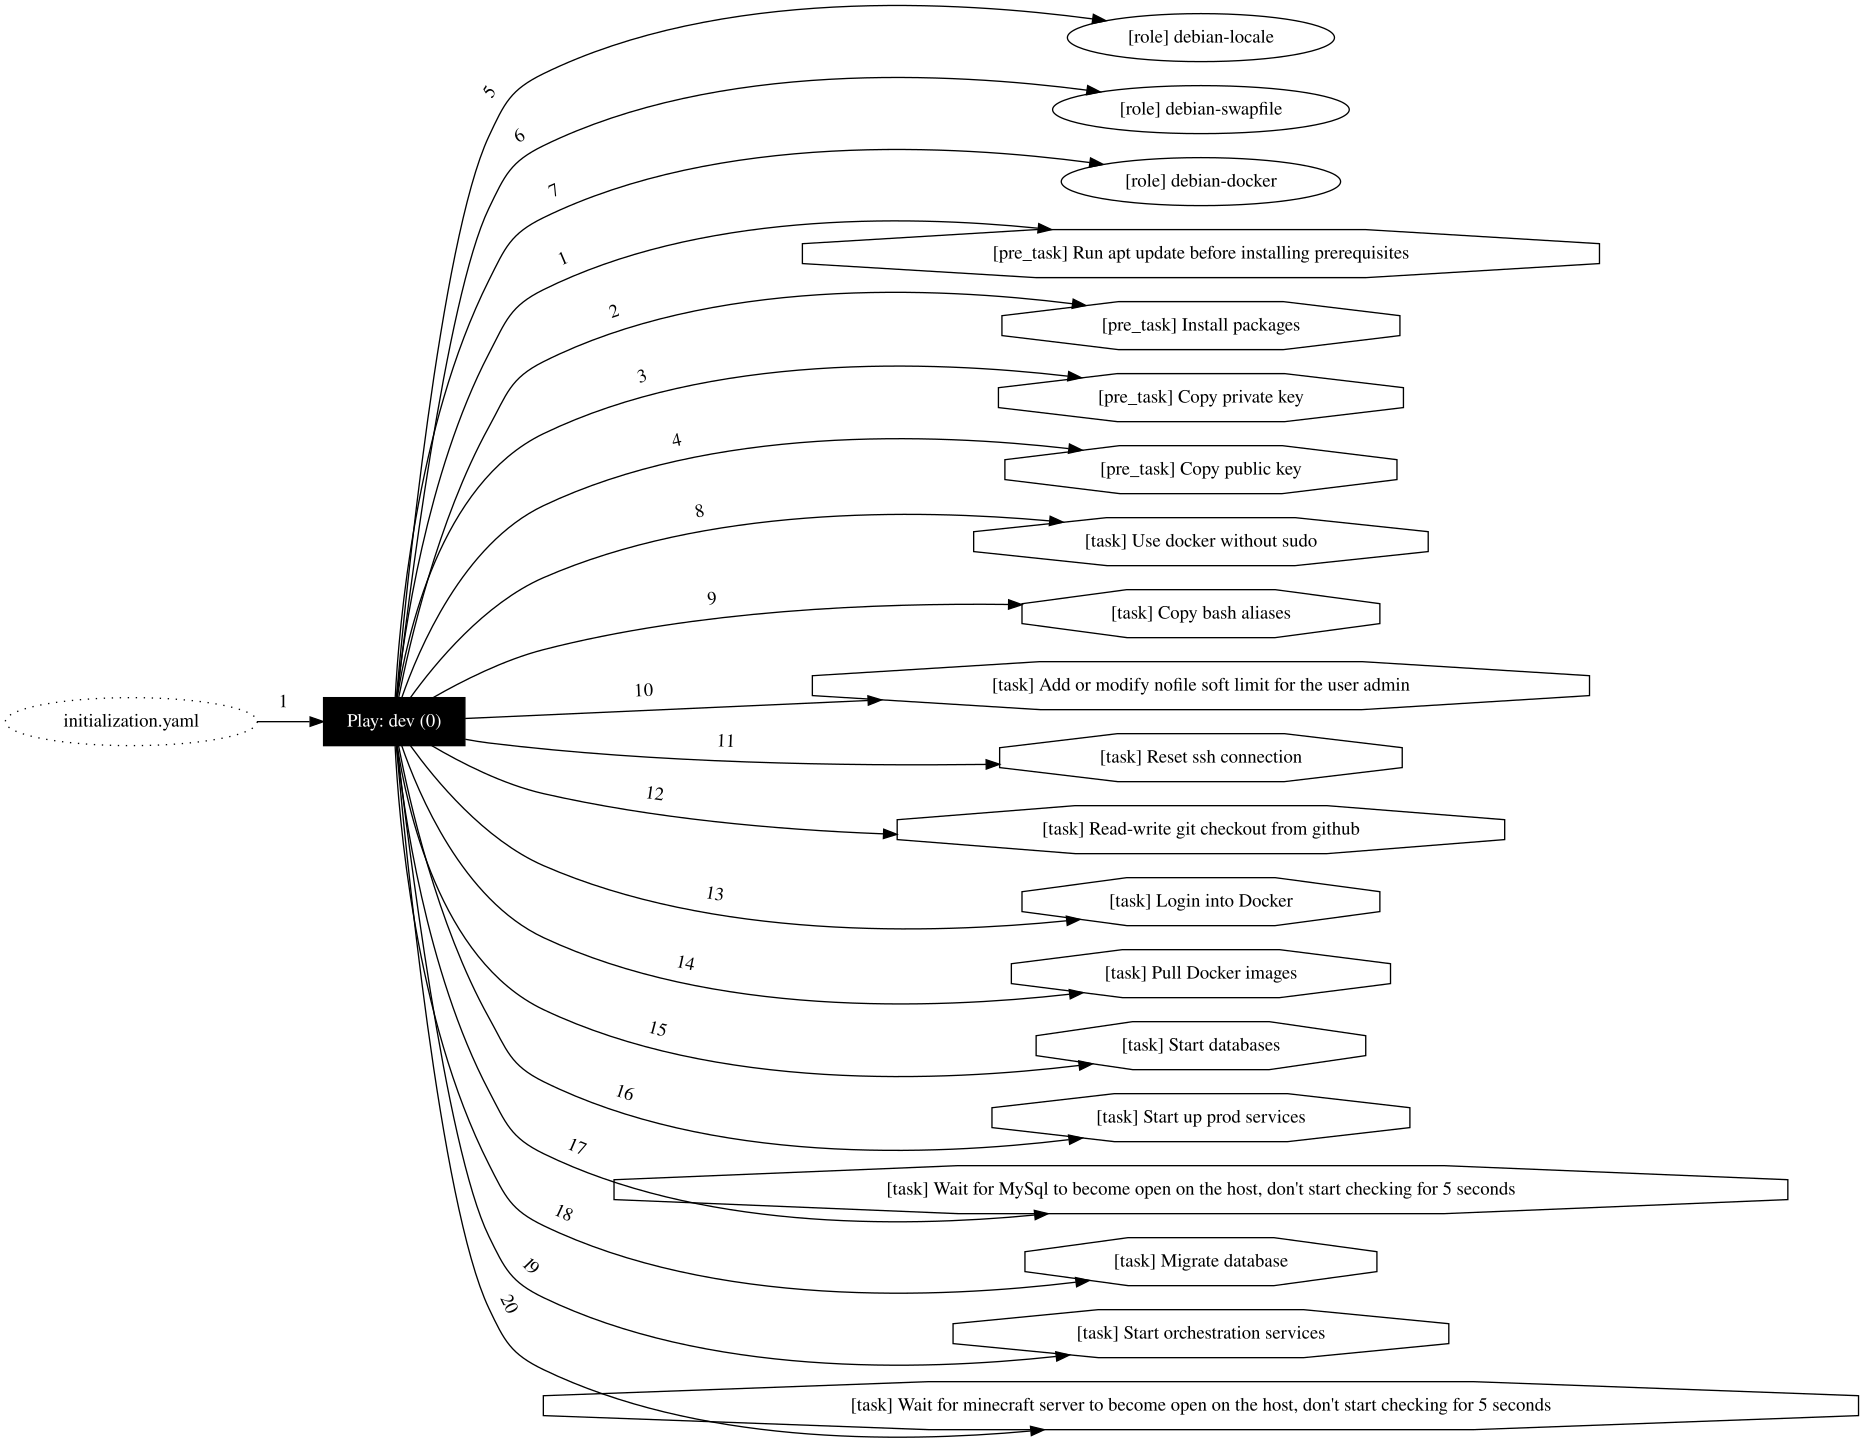 5
[role] debian-locale
6
[role] debian-swapfile
7
[role] debian-docker
1
[pre_task] Run apt update before installing prerequisites
2
[pre_task] Install packages
3
[pre_task] Copy private key
4
[pre_task] Copy public key
8
[task] Use docker without sudo
9
[task] Copy bash aliases
10
[task] Add or modify nofile soft limit for the user admin
initialization.yaml
1
Play: dev (0)
11
[task] Reset ssh connection
12
[task] Read-write git checkout from github
13
[task] Login into Docker
14
[task] Pull Docker images
15
[task] Start databases
16
[task] Start up prod services
17
[task] Wait for MySql to become open on the host, don't start checking for 5 seconds
18
[task] Migrate database
19
[task] Start orchestration services
20
[task] Wait for minecraft server to become open on the host, don't start checking for 5 seconds